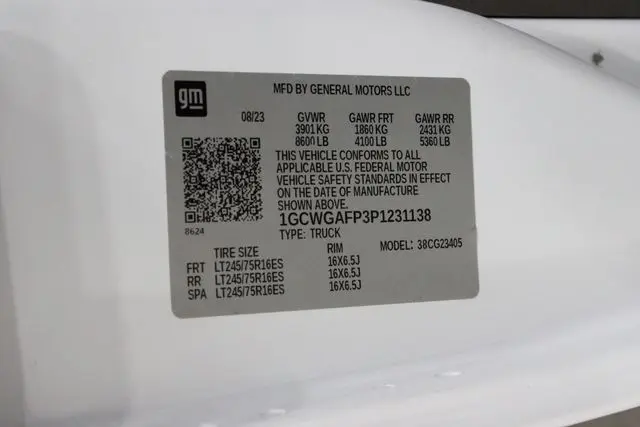 gm
MFD BY GENERAL MOTORS LLC
08/23 GVWR GAWR FRT GAWR RR
3901 KG 1860 KG 2431 KG
8600 LB 4100 LB 5360 LB
THIS VEHICLE CONFORMS TO ALL
APPLICABLE U.S. FEDERAL MOTOR
VEHICLE SAFETY STANDARDS IN EFFECT
ON THE DATE OF MANUFACTURE
SHOWN ABOVE.
8624
1GCWGAFP3P1231138
TYPE: TRUCK
TIRE SIZE RIM MODEL: 38CG23405
FRT LT245/75R16ES 16X6.5J
RR LT245/75R16ES 16X6.5J
SPA LT245/75R16ES 16X6.5J